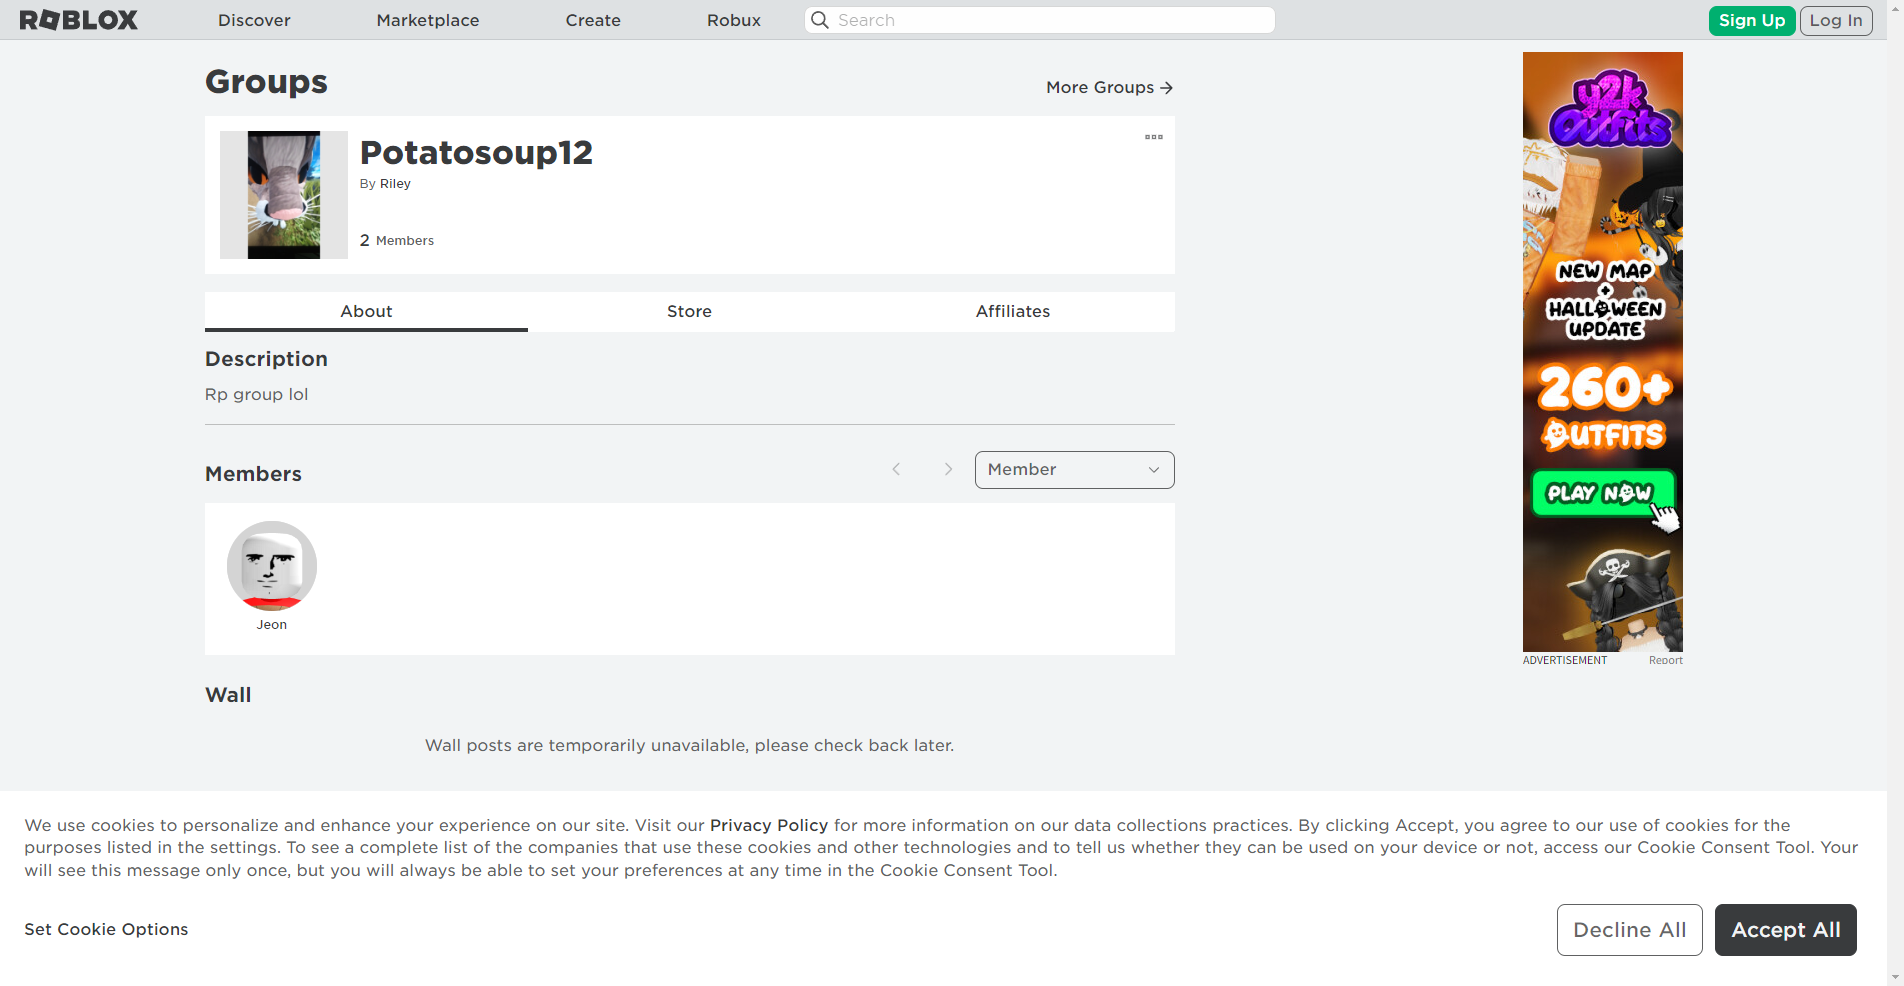 ROBLOX
Discover
Marketplace
Create
Robux
Search
Sign Up
Log In
Groups
More Groups
Potatosoup12
By Riley
2 Members
About
Store
Affiliates
Description
Rp group lol
Members
Member
Jeon
Wall
Wall posts are temporarily unavailable, please check back later.
y2k
Outfits
NEW MAP
+
HALLOWEEN
UPDATE
260+
OUTFITS
PLAY NOW
ADVERTISEMENT
Report
We use cookies to personalize and enhance your experience on our site. Visit our Privacy Policy for more information on our data collections practices. By clicking Accept, you agree to our use of cookies for the
purposes listed in the settings. To see a complete list of the companies that use these cookies and other technologies and to tell us whether they can be used on your device or not, access our Cookie Consent Tool. Your
will see this message only once, but you will always be able to set your preferences at any time in the Cookie Consent Tool.
Set Cookie Options
Decline All
Accept All